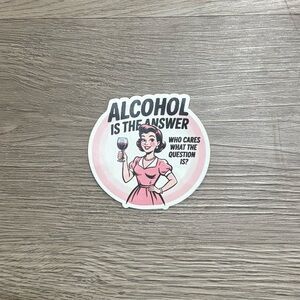 ALCOHOL
IS THE ANSWER
WHO CARES
WHAT THE
QUESTION
IS?